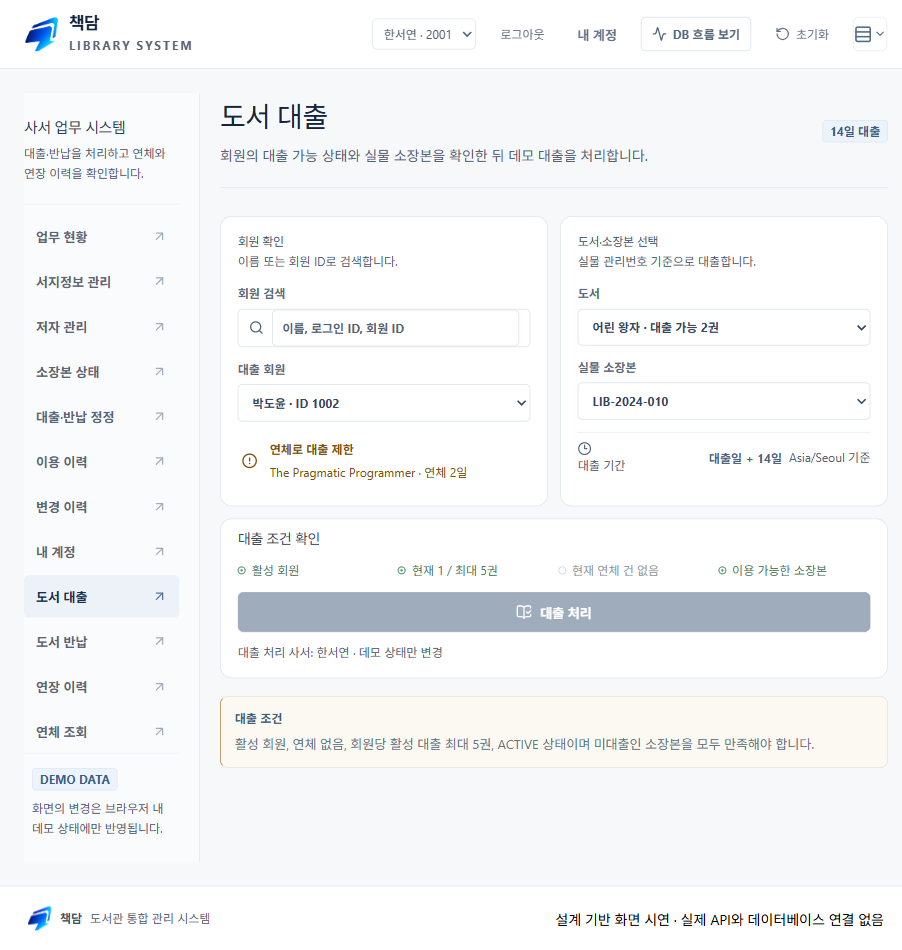 책담
LIBRARY SYSTEM
한서연 · 2001
로그아웃
내 계정
DB 흐름 보기
초기화
사서 업무 시스템
대출·반납을 처리하고 연체와
연장 이력을 확인합니다.
업무 현황
서지정보 관리
저자 관리
소장본 상태
대출·반납 정정
이용 이력
변경 이력
내 계정
도서 대출
도서 반납
연장 이력
연체 조회
DEMO DATA
화면의 변경은 브라우저 내
데모 상태에만 반영됩니다.
도서 대출
회원의 대출 가능 상태와 실물 소장본을 확인한 뒤 데모 대출을 처리합니다.
14일 대출
회원 확인
이름 또는 회원 ID로 검색합니다.
회원 검색
이름, 로그인 ID, 회원 ID
대출 회원
박도윤 · ID 1002
연체로 대출 제한
The Pragmatic Programmer · 연체 2일
도서·소장본 선택
실물 관리번호 기준으로 대출합니다.
도서
어린 왕자 · 대출 가능 2권
실물 소장본
LIB-2024-010
대출 기간
대출일 + 14일 Asia/Seoul 기준
대출 조건 확인
활성 회원
현재 1 / 최대 5권
현재 연체 건 없음
이용 가능한 소장본
대출 처리
대출 처리 사서: 한서연 · 데모 상태만 변경
대출 조건
활성 회원, 연체 없음, 회원당 활성 대출 최대 5권, ACTIVE 상태이며 미대출인 소장본을 모두 만족해야 합니다.
책담 도서관 통합 관리 시스템
설계 기반 화면 시연 · 실제 API와 데이터베이스 연결 없음